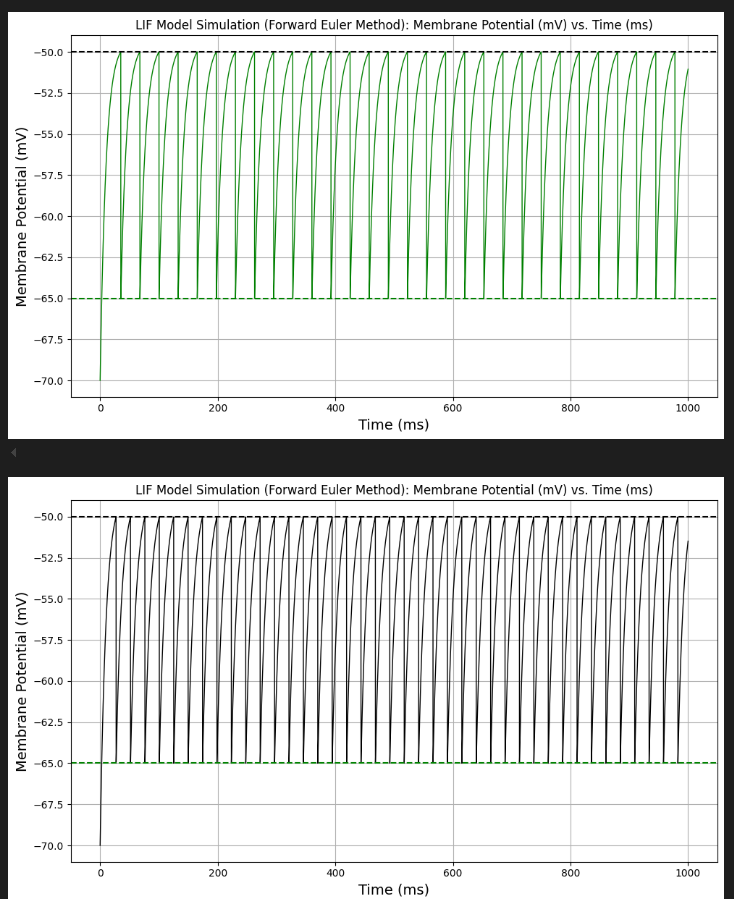 LIF Model Simulation (Forward Euler Method): Membrane Potential (mV) vs. Time (ms)
−50.0
−52.5
−55.0
−57.5
−60.0
−62.5
−65.0
−67.5
−70.0
Membrane Potential (mV)
0 200 400 600 800 1000
Time (ms)
LIF Model Simulation (Forward Euler Method): Membrane Potential (mV) vs. Time (ms)
−50.0
−52.5
−55.0
−57.5
−60.0
−62.5
−65.0
−67.5
−70.0
Membrane Potential (mV)
0 200 400 600 800 1000
Time (ms)